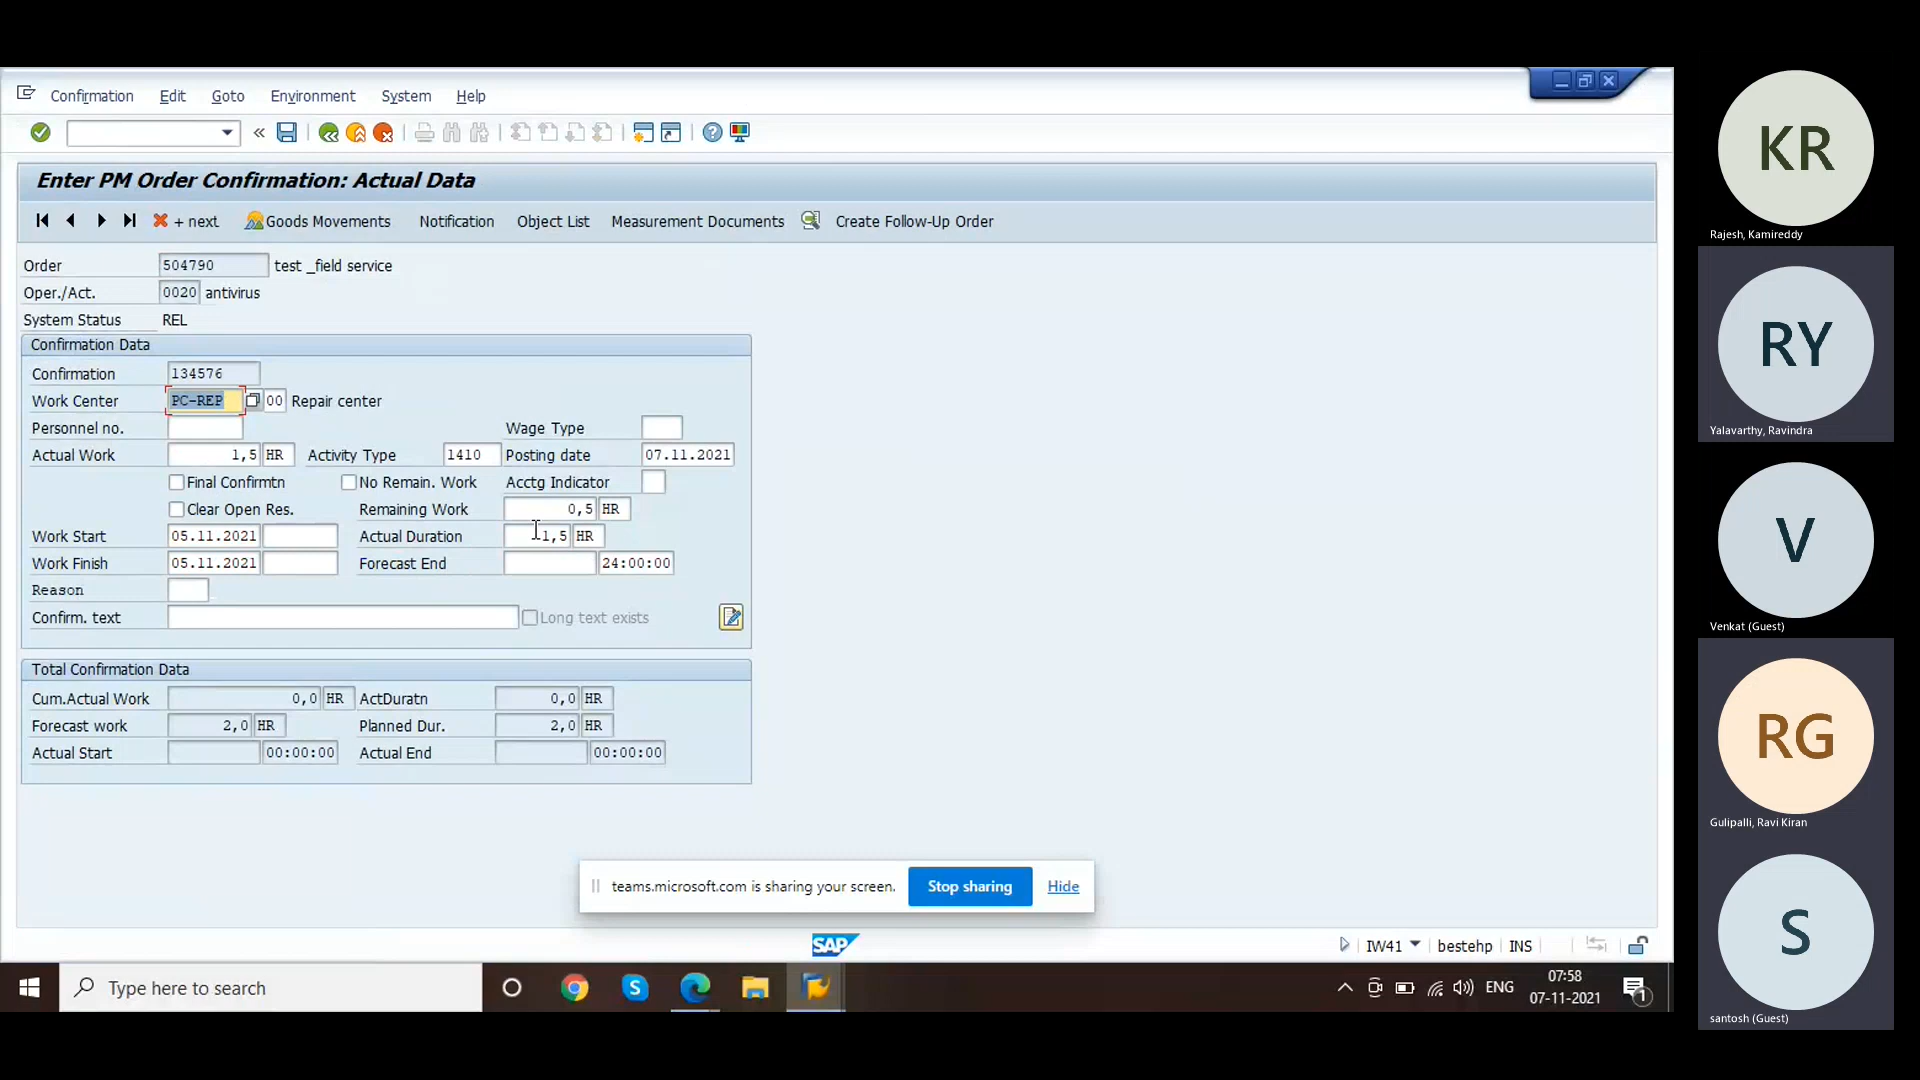 Confirmation Edit Goto Environment System Help
Enter PM Order Confirmation: Actual Data
+ next Goods Movements Notification Object List Measurement Documents Create Follow-Up Order
Order 504790 test _field service
Oper./Act. 0020 antivirus
System Status REL
Confirmation Data
Confirmation 134576
Work Center PC-REP 00 Repair center
Personnel no. Wage Type
Actual Work 1,5 HR Activity Type 1410 Posting date 07.11.2021
Final Confirmtn No Remain. Work Acctg Indicator
Clear Open Res. Remaining Work 0,5 HR
Work Start 05.11.2021 Actual Duration 1,5 HR
Work Finish 05.11.2021 Forecast End 24:00:00
Reason
Confirm. text Long text exists
Total Confirmation Data
Cum.Actual Work 0,0 HR ActDuratn 0,0 HR
Forecast work 2,0 HR Planned Dur. 2,0 HR
Actual Start 00:00:00 Actual End 00:00:00
teams.microsoft.com is sharing your screen. Stop sharing Hide
SAP
IW41 bestehp INS
Type here to search
S
ENG
07:58
07-11-2021
1
KR
Rajesh, Kamireddy
RY
Yalavarthy, Ravindra
V
Venkat (Guest)
RG
Gulipalli, Ravi Kiran
S
santosh (Guest)